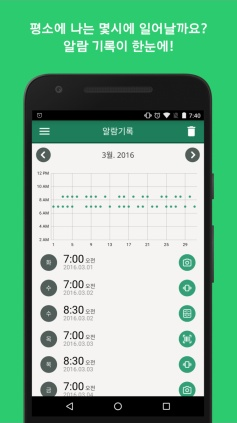 평소에 나는 몇시에 일어날까요?
알람 기록이 한눈에!
7:40
알람기록
3월. 2016
12 PM
10 AM
8 AM
6 AM
4 AM
2 AM
1 5 9 13 17 21 25 29
화 7:00 오전
2016.03.01
수 7:00 오전
2016.03.02
수 8:30 오전
2016.03.02
목 7:00 오전
2016.03.03
목 8:30 오전
2016.03.03
금 7:00 오전
2016.03.04